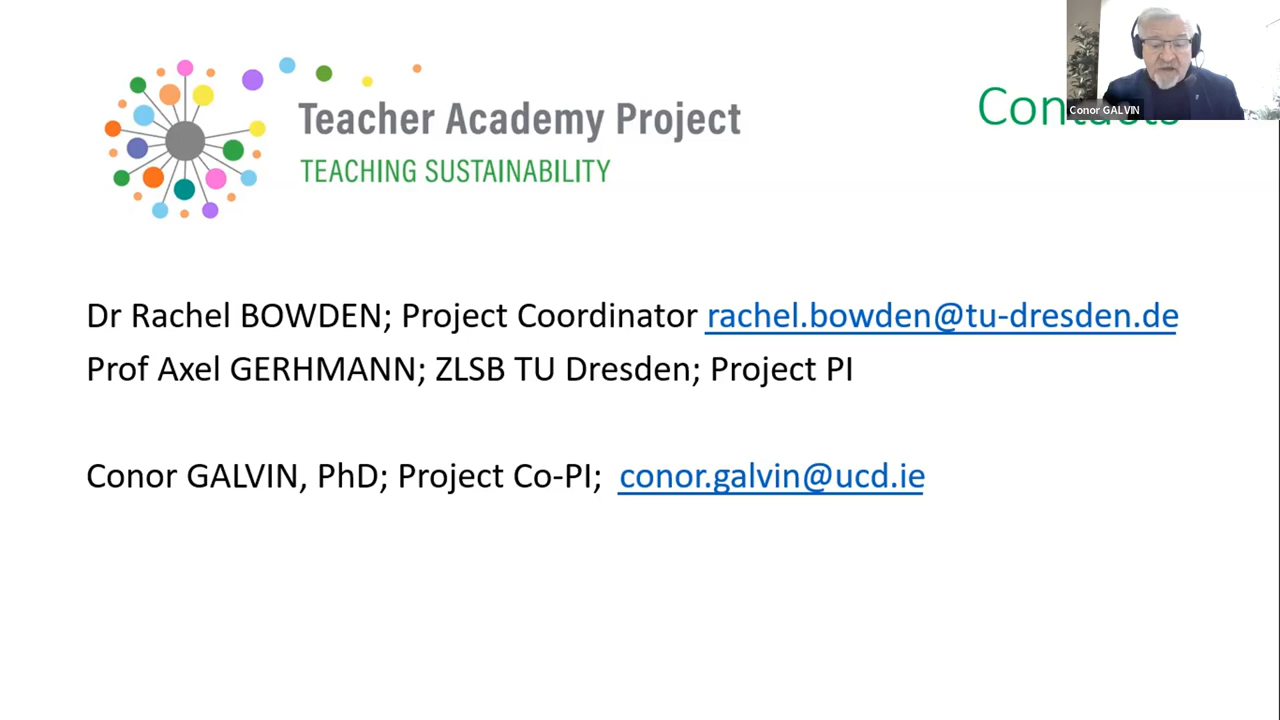 Teacher Academy Project
TEACHING SUSTAINABILITY
Contacts
Conor GALVIN
Dr Rachel BOWDEN; Project Coordinator rachel.bowden@tu-dresden.de
Prof Axel GERHMANN; ZLSB TU Dresden; Project PI
Conor GALVIN, PhD; Project Co-PI; conor.galvin@ucd.ie